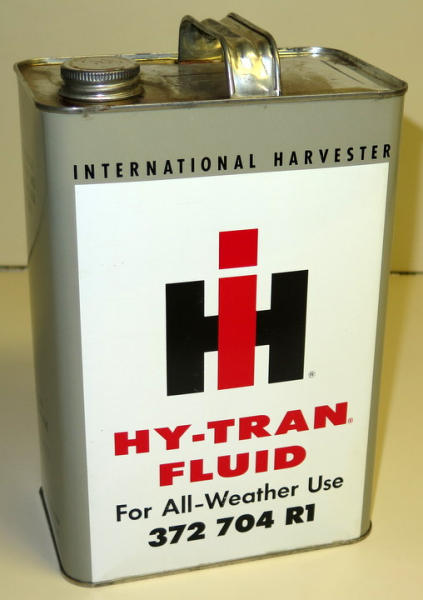 INTERNATIONAL HARVESTER
IH®
HY-TRAN®
FLUID
For All-Weather Use
372 704 R1